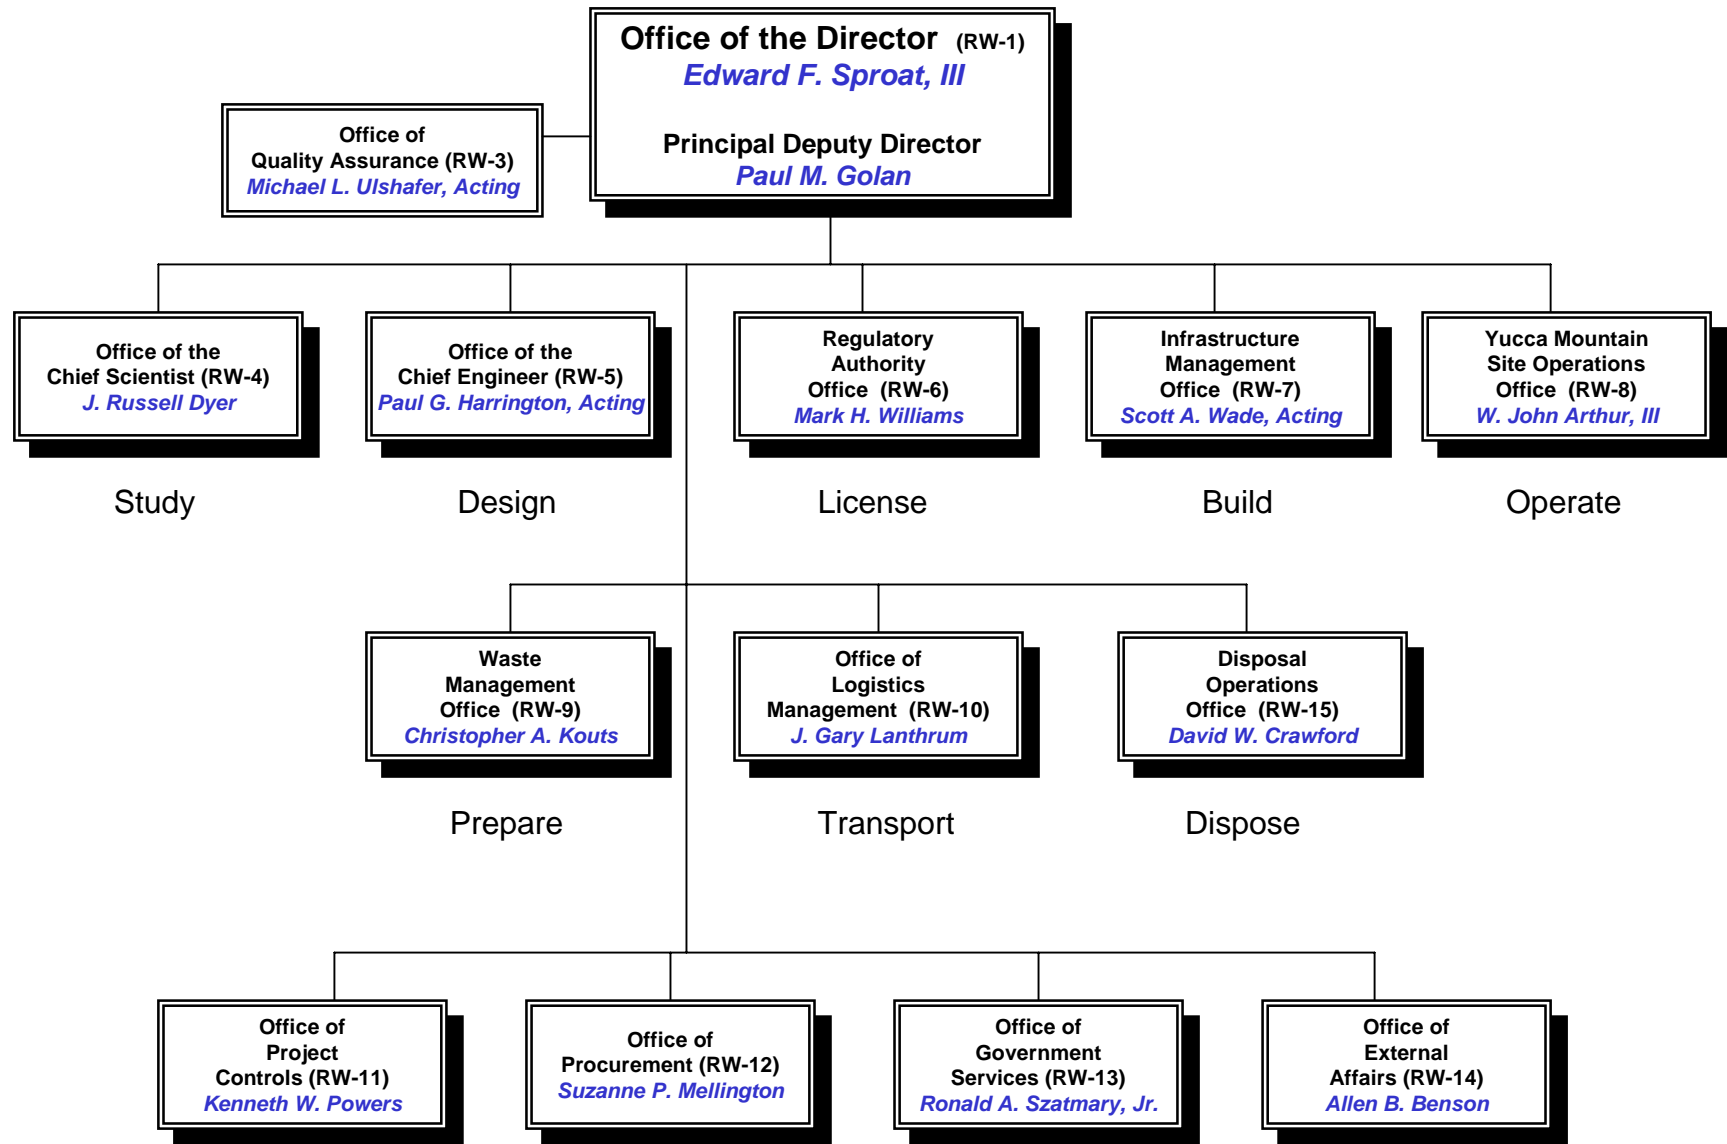 Office of the Director (RW-1)
Edward F. Sproat, III
Principal Deputy Director
Paul M. Golan
Office of
Quality Assurance (RW-3)
Michael L. Ulshafer, Acting
Office of the
Chief Scientist (RW-4)
J. Russell Dyer
Office of the
Chief Engineer (RW-5)
Paul G. Harrington, Acting
Regulatory
Authority
Office (RW-6)
Mark H. Williams
Infrastructure
Management
Office (RW-7)
Scott A. Wade, Acting
Yucca Mountain
Site Operations
Office (RW-8)
W. John Arthur, III
Study
Design
License
Build
Operate
Waste
Management
Office (RW-9)
Christopher A. Kouts
Office of
Logistics
Management (RW-10)
J. Gary Lanthrum
Disposal
Operations
Office (RW-15)
David W. Crawford
Prepare
Transport
Dispose
Office of
Project
Controls (RW-11)
Kenneth W. Powers
Office of
Procurement (RW-12)
Suzanne P. Mellington
Office of
Government
Services (RW-13)
Ronald A. Szatmary, Jr.
Office of
External
Affairs (RW-14)
Allen B. Benson